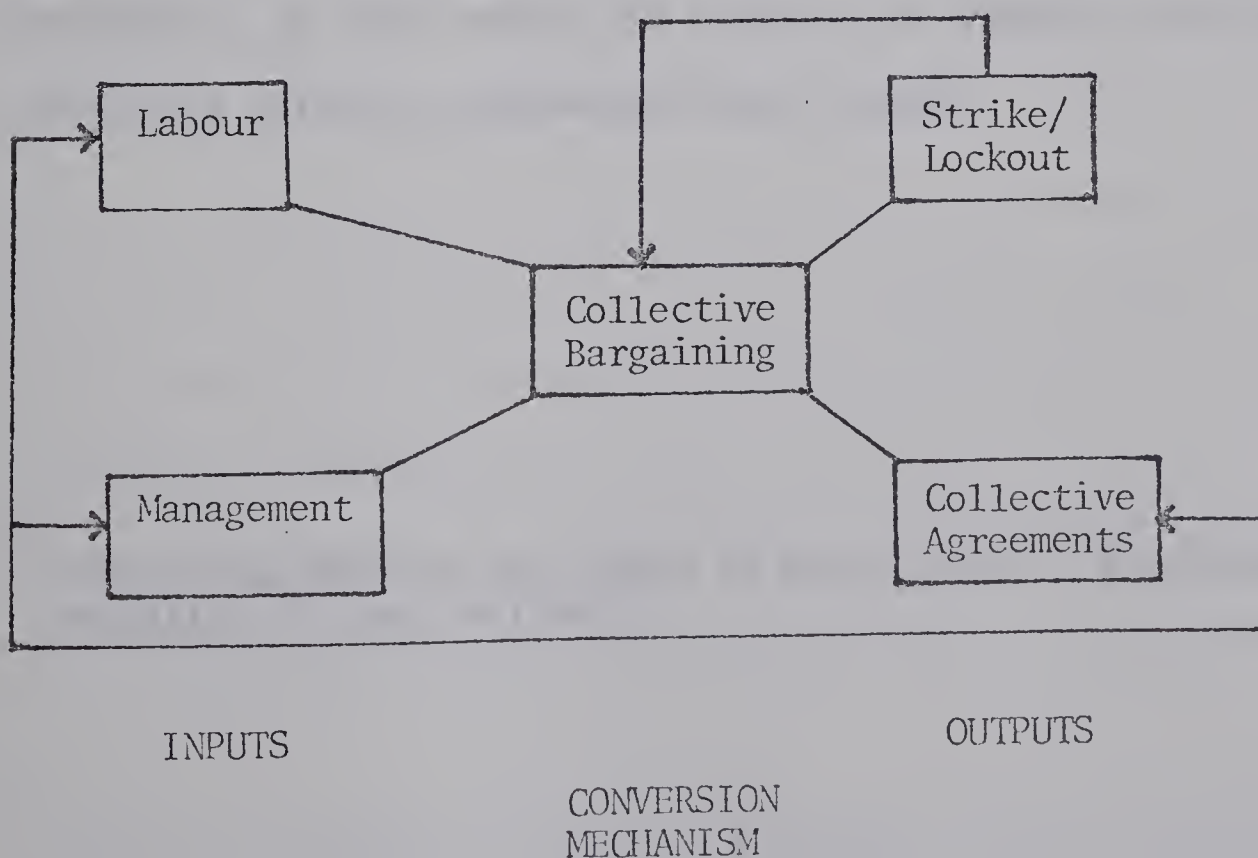 Labour
Strike/
Lockout
Collective
Bargaining
Management
Collective
Agreements
INPUTS
OUTPUTS
CONVERSION
MECHANISM